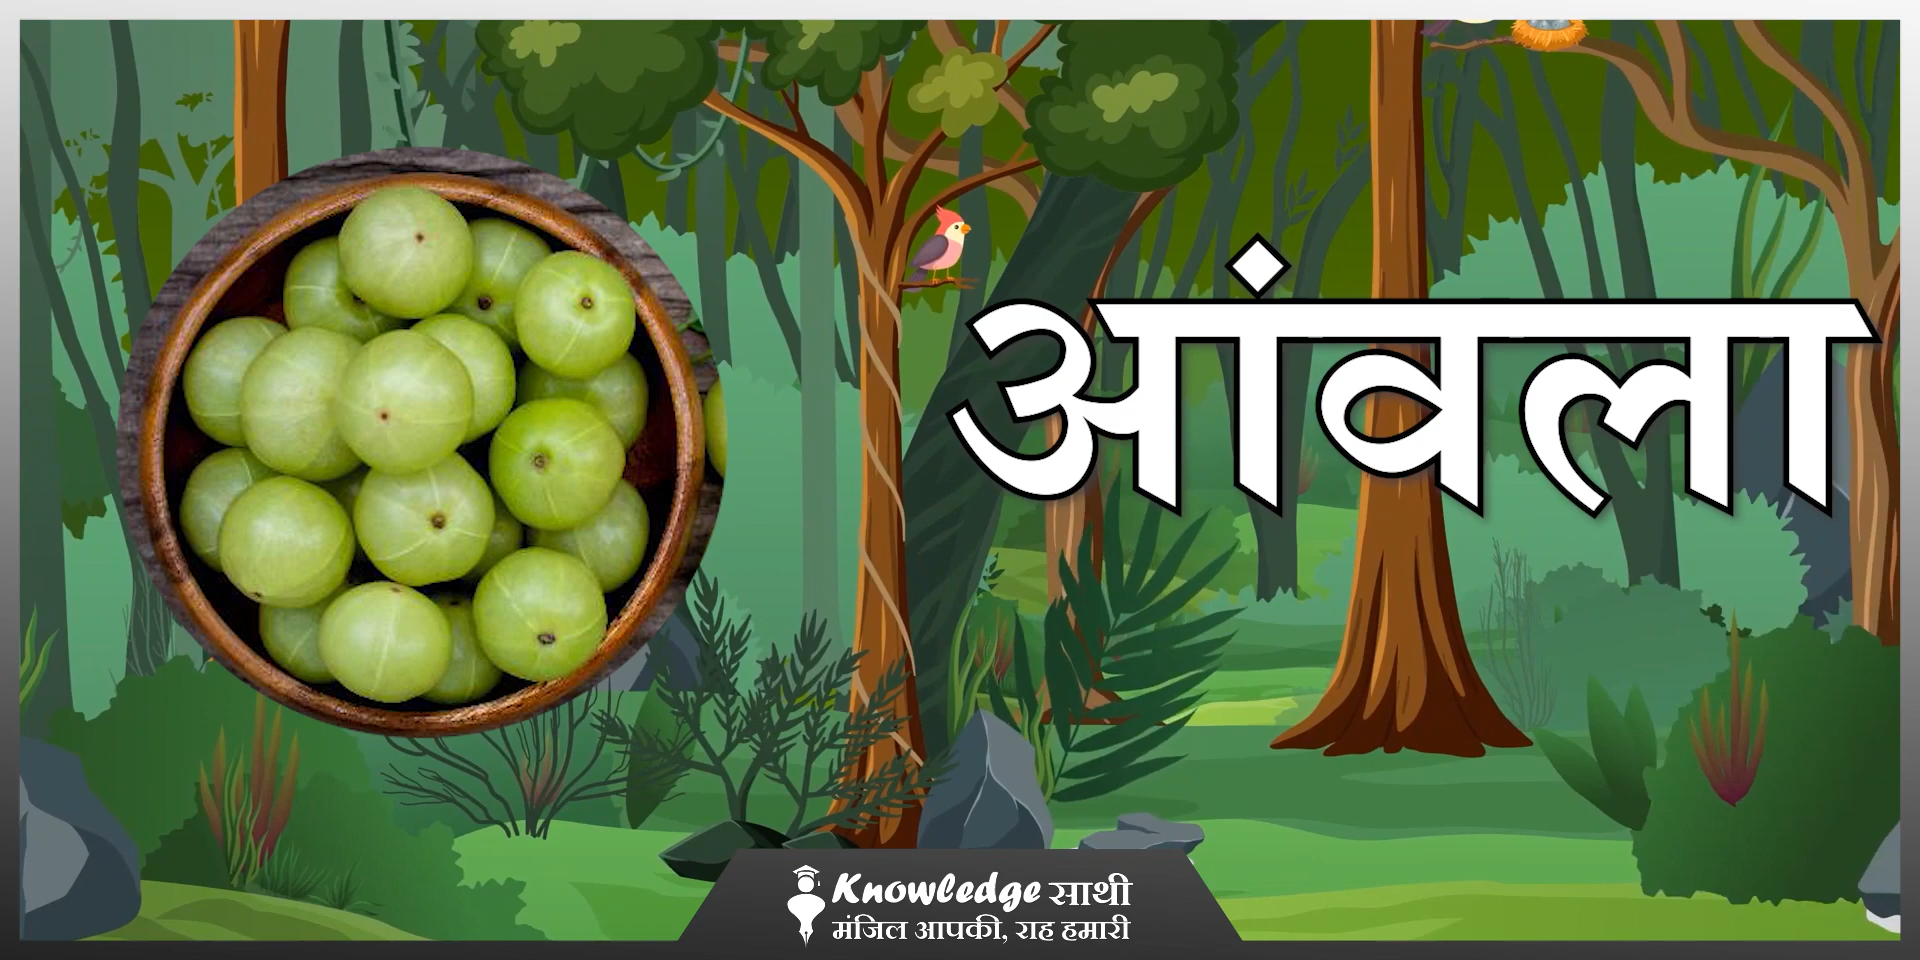 आंवला
Knowledge साथी
मंजिल आपकी, राह हमारी